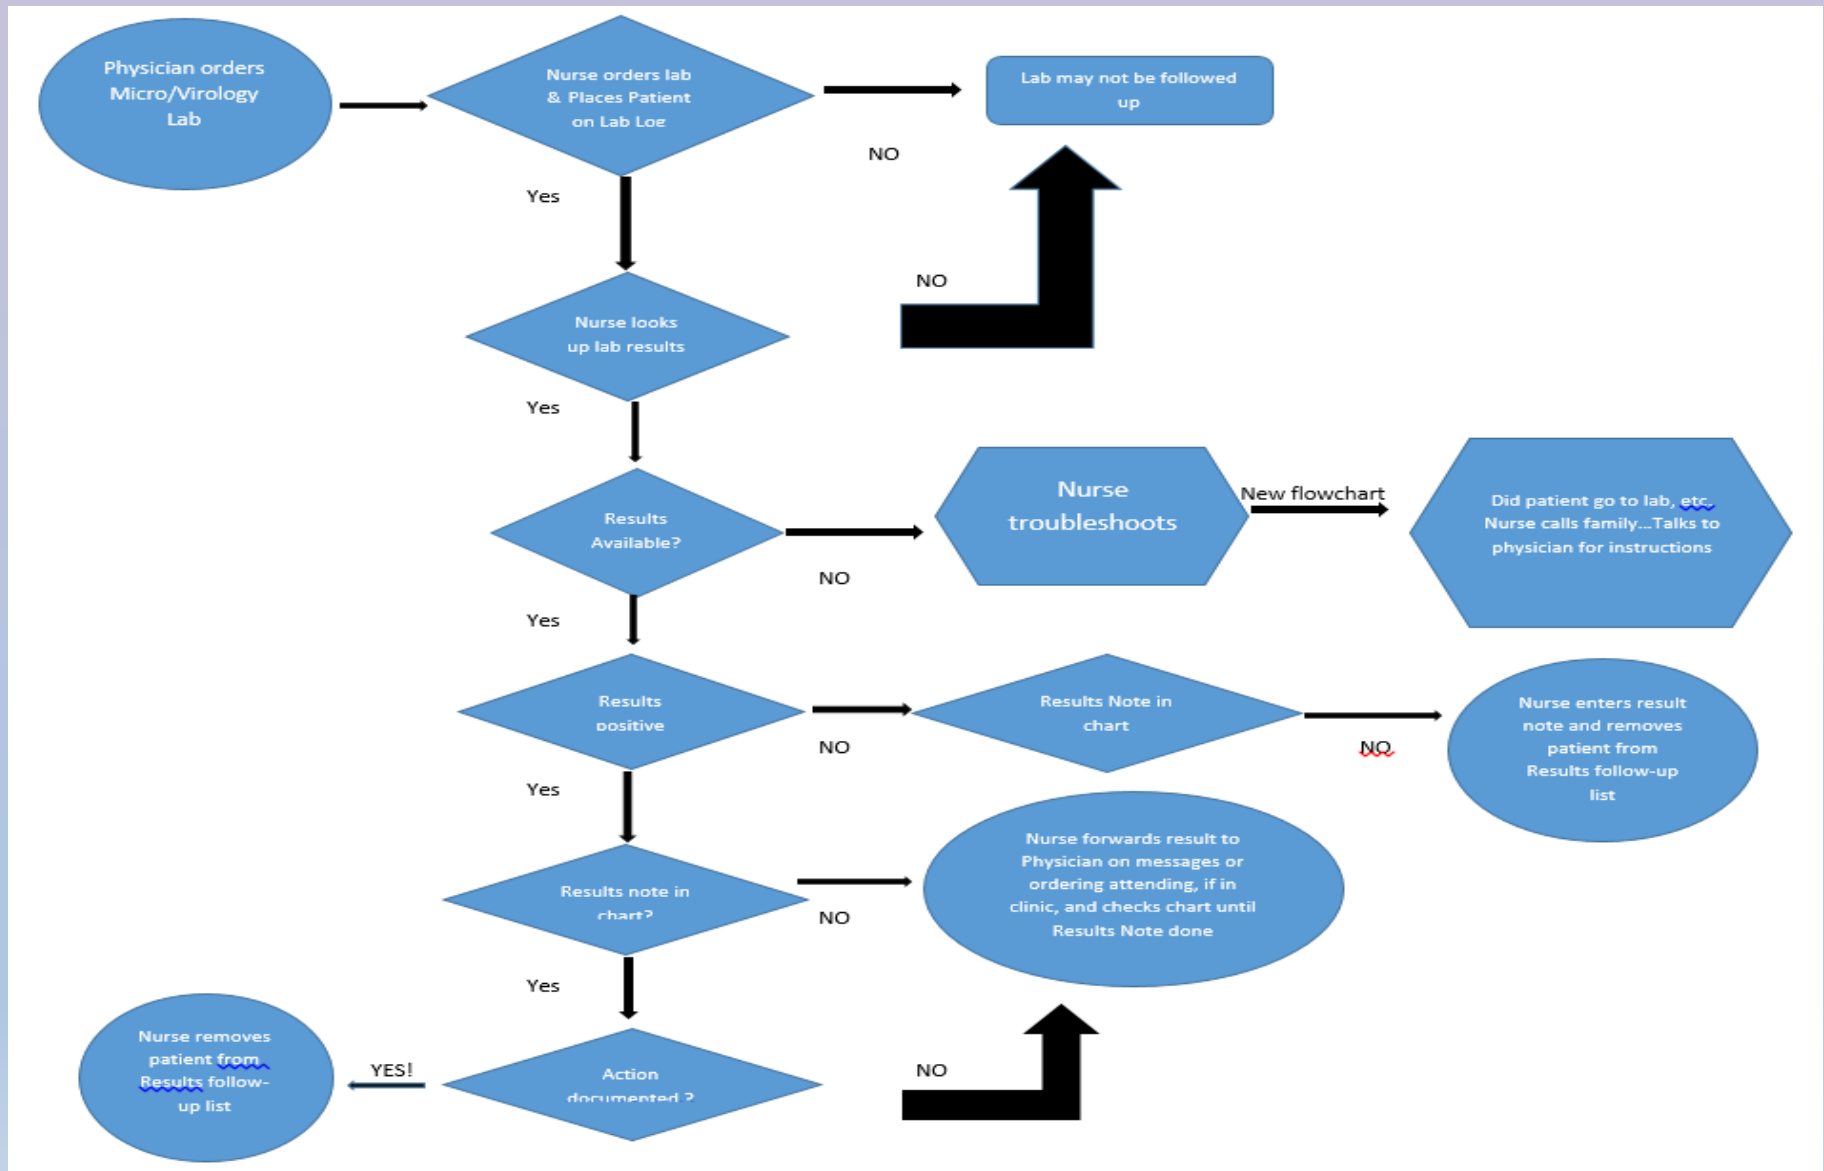 Physician orders
Micro/Virology
Lab
Nurse orders lab
& Places Patient
on Lab Log
NO
Lab may not be followed
up
Yes
NO
Nurse looks
up lab results
Yes
Results
Available?
NO
Nurse
troubleshoots
New flowchart
Did patient go to lab, etc.
Nurse calls family...Talks to
physician for instructions
Yes
Results
positive
NO
Results Note in
chart
NO
Nurse enters result
note and removes
patient from
Results follow-up
list
Yes
Results note in
chart?
NO
Nurse forwards result to
Physician on messages or
ordering attending, if in
clinic, and checks chart until
Results Note done
Yes
Action
documented ?
NO
YES!
Nurse removes
patient from
Results follow-
up list